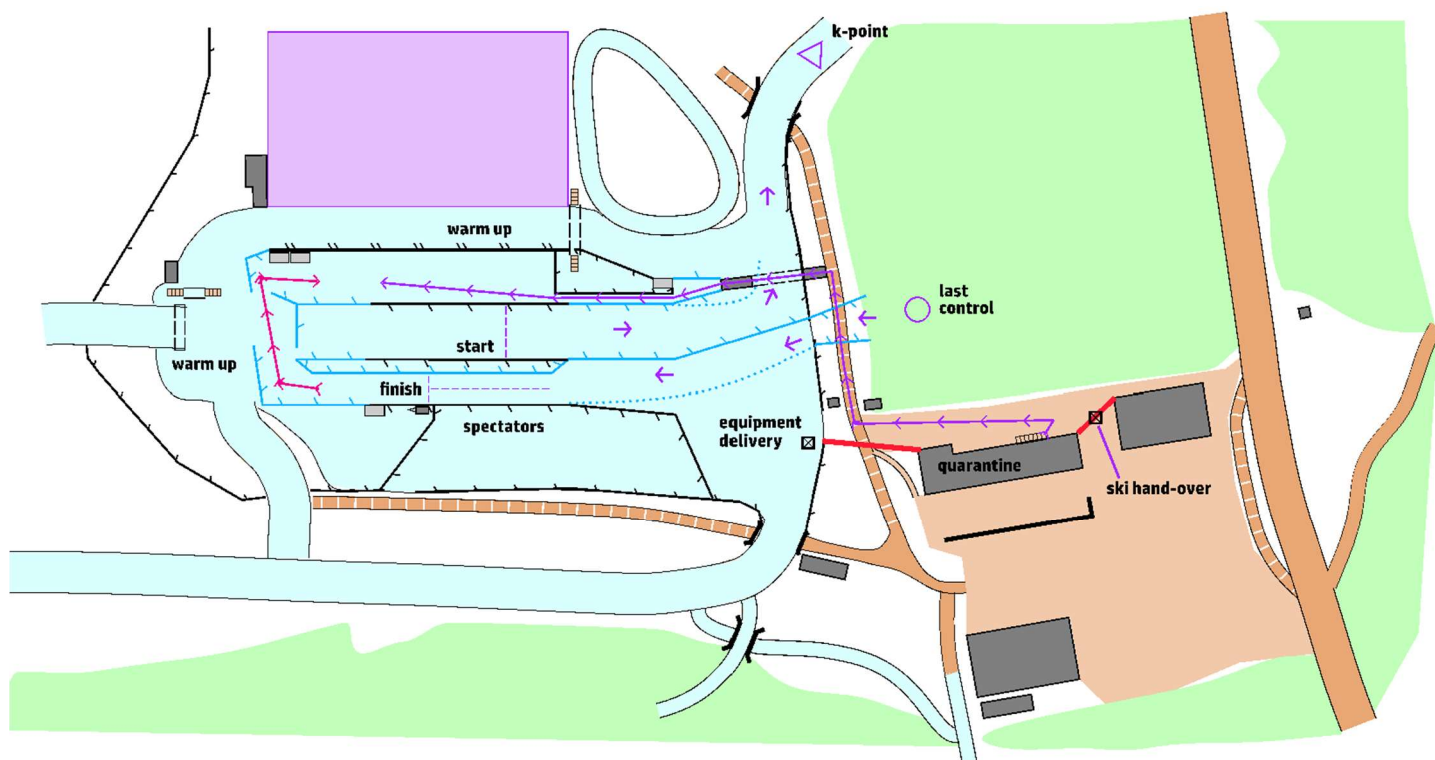 k-point
warm up
last
control
start
warm up
finish
spectators
equipment
delivery
quarantine
ski hand-over